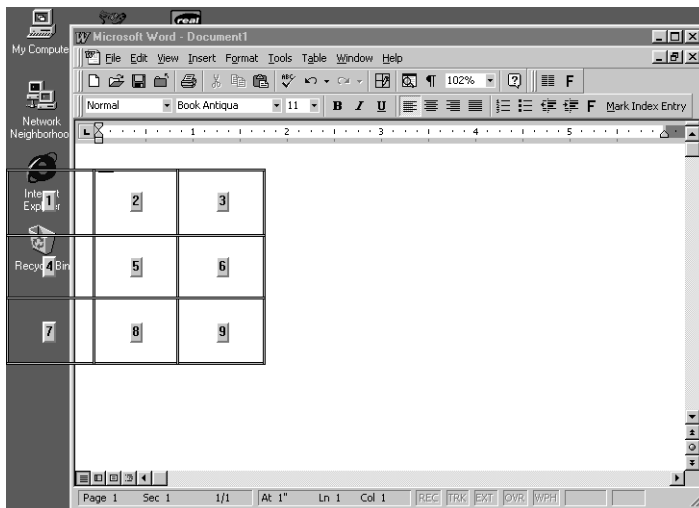 real
Microsoft Word - Document1
My Compute
File Edit View Insert Format Tools Table Window Help
ABC ¶ 102% F
Normal Book Antiqua 11 B I U F Mark Index Entry
Network
Neighborhoo
L 1 2 3 4 5
Inte t
Exp r
1 2 3
Recyc Bin
4 5 6
7 8 9
Page 1 Sec 1 1/1 At 1" Ln 1 Col 1 REC TRK EXT OVR WPH